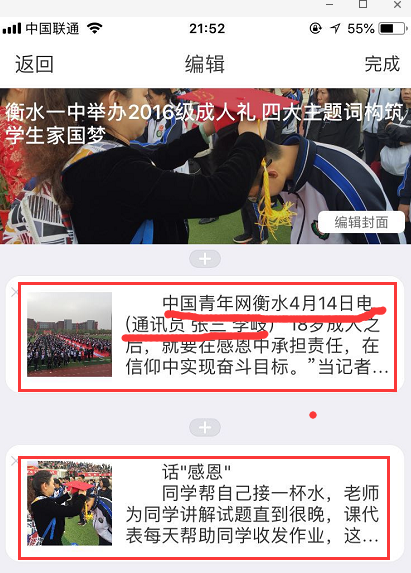 中国联通 21:52 55%
返回 编辑 完成
衡水一中举办2016级成人礼 四大主题词构筑
学生家国梦
编辑封面
中国青年网衡水4月14日电
(通讯员 张三 李岐) “18岁成人之
后，就要在感恩中承担责任，在
信仰中实现奋斗目标。”当记者...
话"感恩"
同学帮自己接一杯水，老师
为同学讲解试题直到很晚，课代
表每天帮助同学收发作业，这...